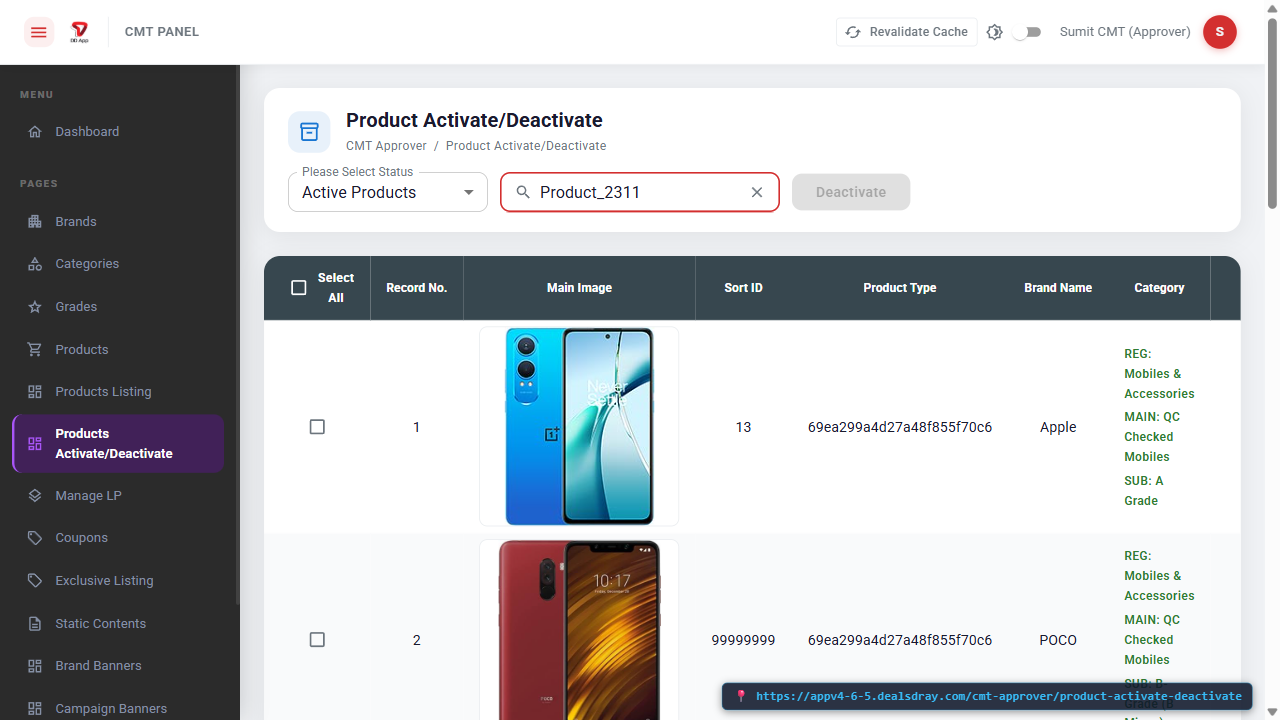 DD-App
CMT PANEL
Revalidate Cache
Sumit CMT (Approver)
S
MENU
Dashboard
PAGES
Brands
Categories
Grades
Products
Products Listing
Products
Activate/Deactivate
Manage LP
Coupons
Exclusive Listing
Static Contents
Brand Banners
Campaign Banners
Product Activate/Deactivate
CMT Approver / Product Activate/Deactivate
Please Select Status
Active Products
Product_2311
Deactivate
Select
All
Record No.
Main Image
Sort ID
Product Type
Brand Name
Category
1
Never
Settle
13
69ea299a4d27a48f855f70c6
Apple
REG:
Mobiles &
Accessories
MAIN: QC
Checked
Mobiles
SUB: A
Grade
2
10:17
POCO
99999999
69ea299a4d27a48f855f70c6
POCO
REG:
Mobiles &
Accessories
MAIN: QC
Checked
Mobiles
SUB: B
Grade (B
https://appv4-6-5.dealsdray.com/cmt-approver/product-activate-deactivate